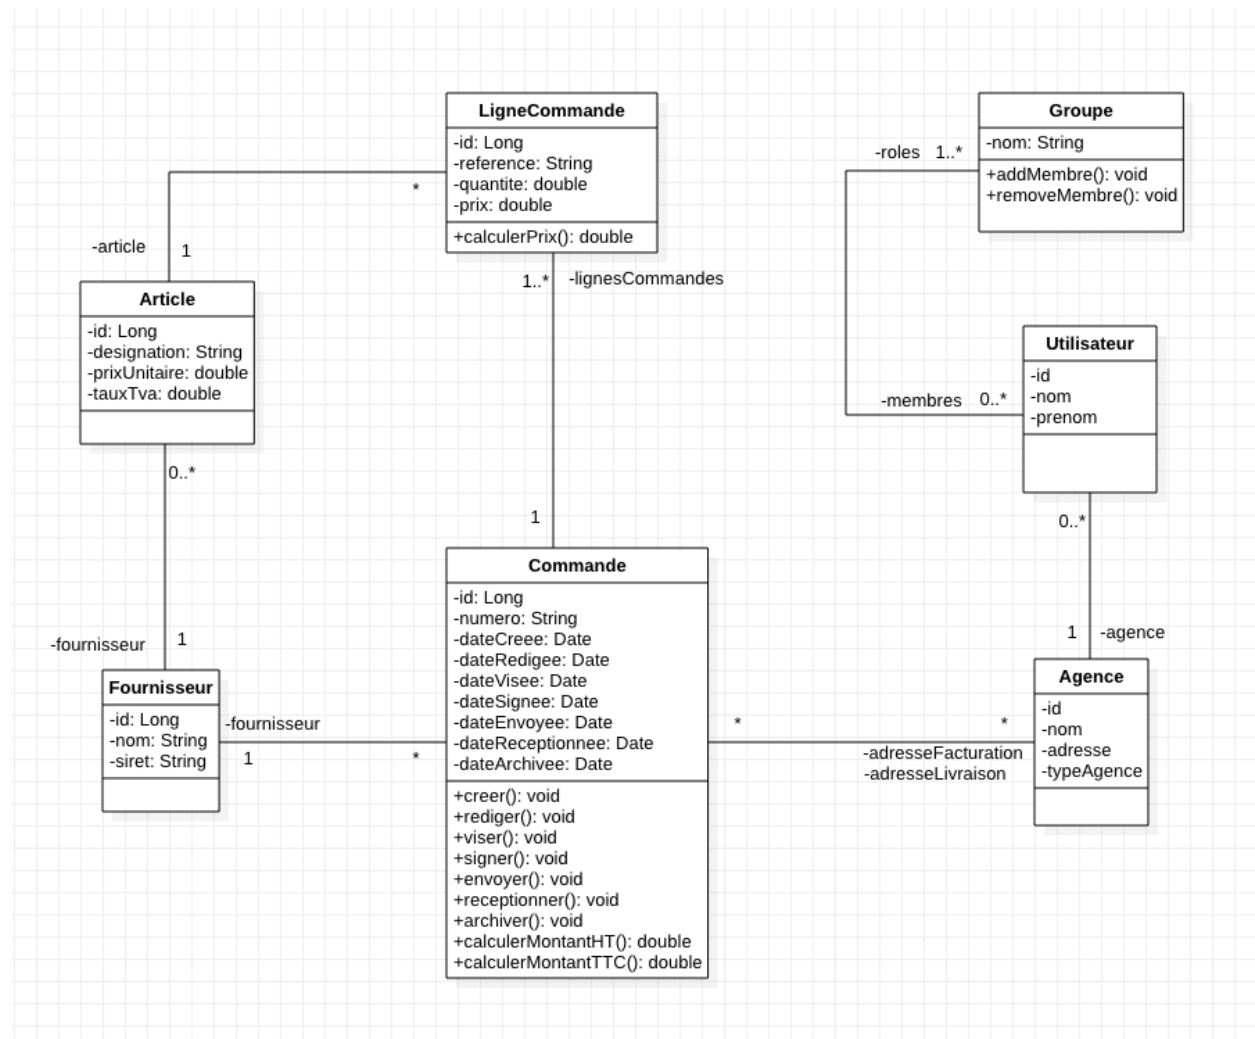 LigneCommande
-id: Long
-reference: String
-quantite: double
-prix: double
+calculerPrix(): double
Groupe
-nom: String
+addMembre(): void
+removeMembre(): void
-roles 1..*
*
-article 1
1..* -lignesCommandes
Article
-id: Long
-designation: String
-prixUnitaire: double
-tauxTva: double
Utilisateur
-id
-nom
-prenom
-membres 0..*
0..*
0..*
1
1 -agence
-fournisseur 1
Commande
-id: Long
-numero: String
-dateCreee: Date
-dateRedigee: Date
-dateVisee: Date
-dateSignee: Date
-dateEnvoyee: Date
-dateReceptionnee: Date
-dateArchivee: Date
+creer(): void
+rediger(): void
+viser(): void
+signer(): void
+envoyer(): void
+receptionner(): void
+archiver(): void
+calculerMontantHT(): double
+calculerMontantTTC(): double
Fournisseur
-id: Long
-nom: String
-siret: String
-fournisseur
1 *
* *
-adresseFacturation
-adresseLivraison
Agence
-id
-nom
-adresse
-typeAgence